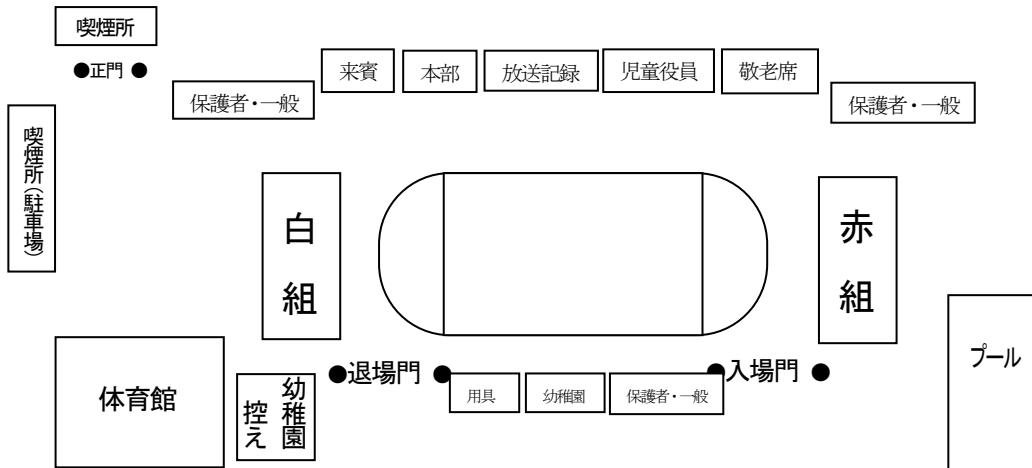 喫煙所
●正門 ●
来賓
本部
放送記録
児童役員
敬老席
保護者・一般
保護者・一般
喫煙所(駐車場)
白組
赤組
プール
●退場門 ●
●入場門 ●
用具
幼稚園
保護者・一般
体育館
幼稚園
控え